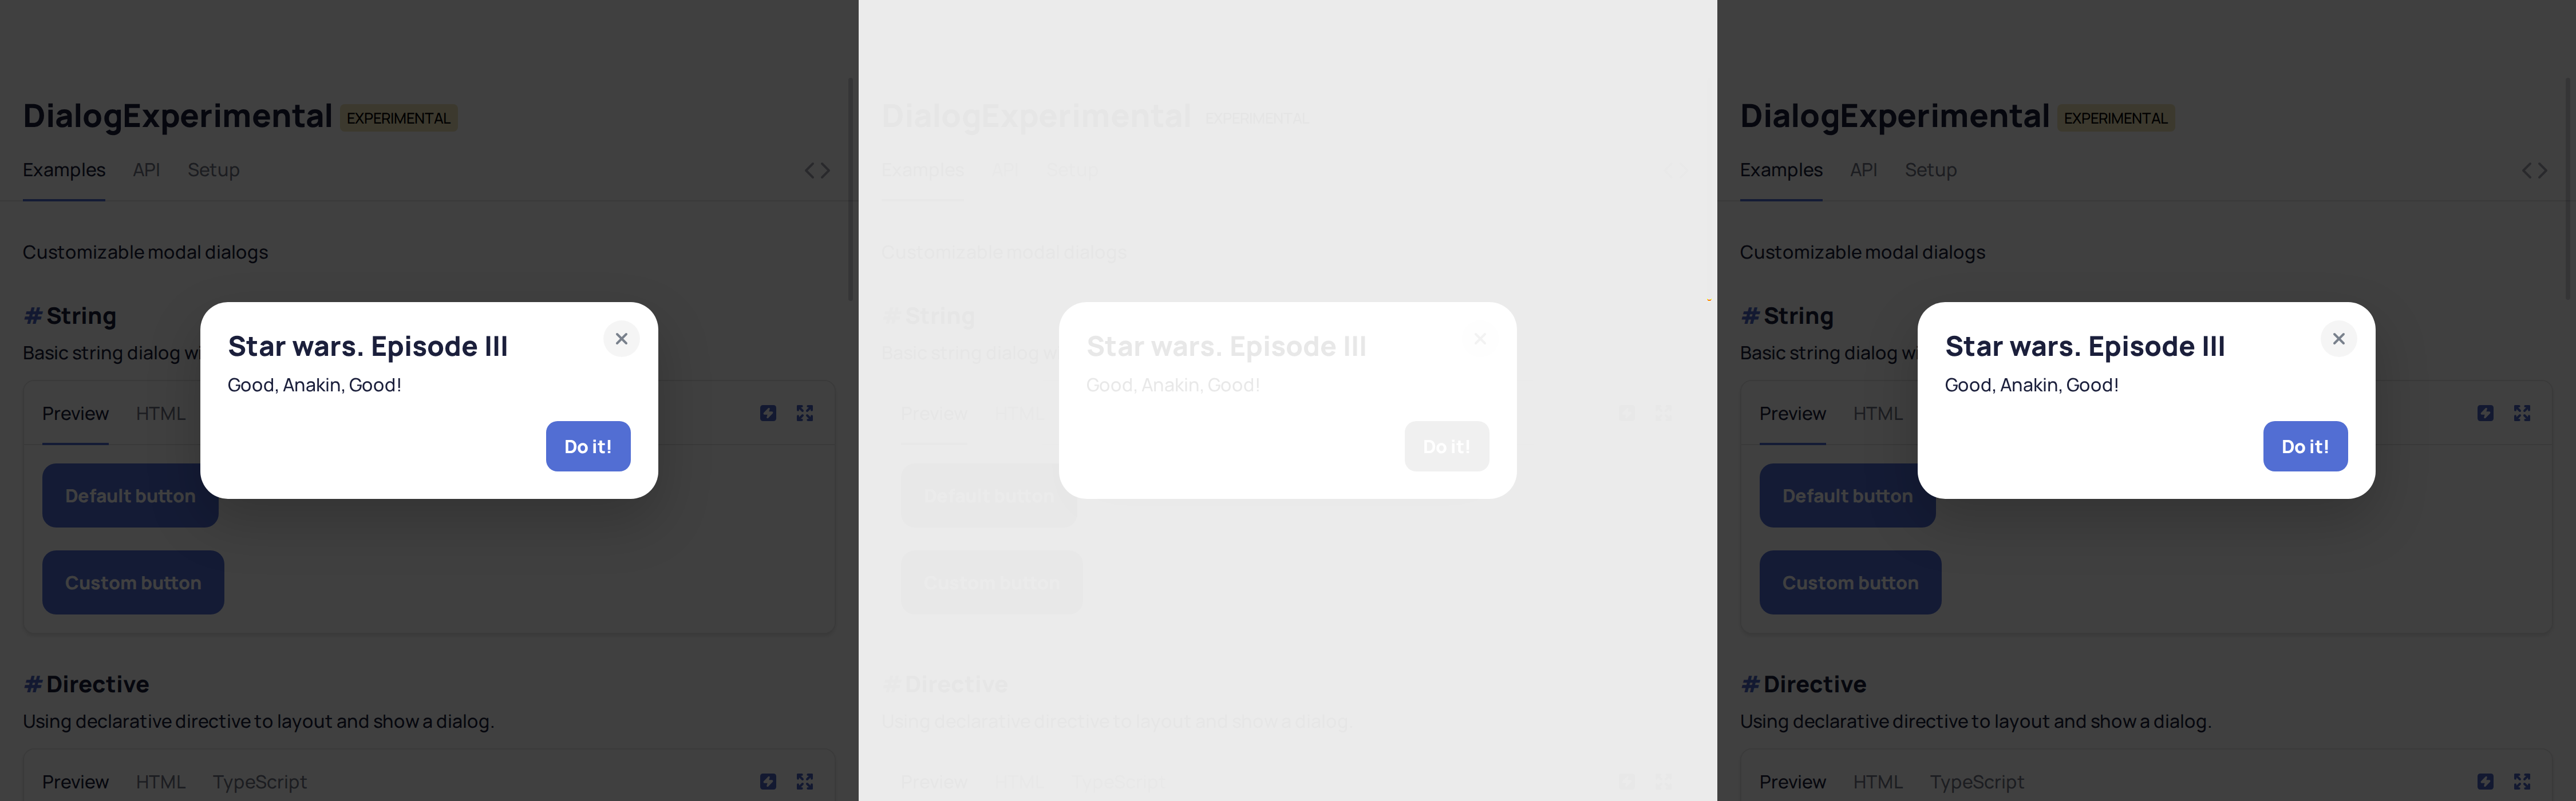 DialogExperimental EXPERIMENTAL
Examples API Setup
Customizable modal dialogs
#String
Basic string dialog wi
Star wars. Episode III
Good, Anakin, Good!
Preview HTML
Do it!
Default button
Custom button
#Directive
Using declarative directive to layout and show a dialog.
Preview HTML TypeScript
DialogExperimental EXPERIMENTAL
Examples API Setup
Customizable modal dialogs
#String
Basic string dialog wi
Star wars. Episode III
Good, Anakin, Good!
Preview HTML
Do it!
Default button
Custom button
#Directive
Using declarative directive to layout and show a dialog.
Preview HTML TypeScript
DialogExperimental EXPERIMENTAL
Examples API Setup
Customizable modal dialogs
#String
Basic string dialog wi
Star wars. Episode III
Good, Anakin, Good!
Preview HTML
Do it!
Default button
Custom button
#Directive
Using declarative directive to layout and show a dialog.
Preview HTML TypeScript